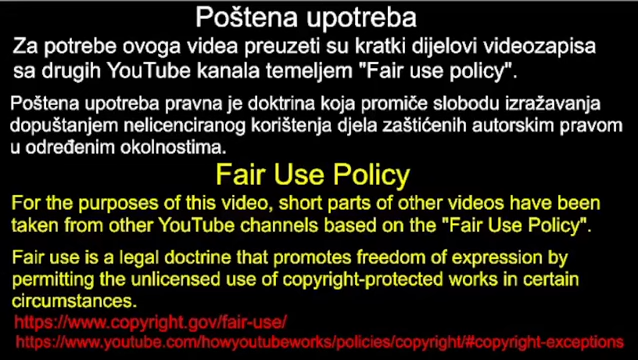 Poštena upotreba
Za potrebe ovoga videa preuzeti su kratki dijelovi videozapisa
sa drugih YouTube kanala temeljem "Fair use policy".
Poštena upotreba pravna je doktrina koja promiče slobodu izražavanja
dopuštanjem nelicenciranog korištenja djela zaštićenih autorskim pravom
u određenim okolnostima.
Fair Use Policy
For the purposes of this video, short parts of other videos have been
taken from other YouTube channels based on the "Fair Use Policy".
Fair use is a legal doctrine that promotes freedom of expression by
permitting the unlicensed use of copyright-protected works in certain
circumstances.
https://www.copyright.gov/fair-use/
https://www.youtube.com/howyoutubeworks/policies/copyright/#copyright-exceptions